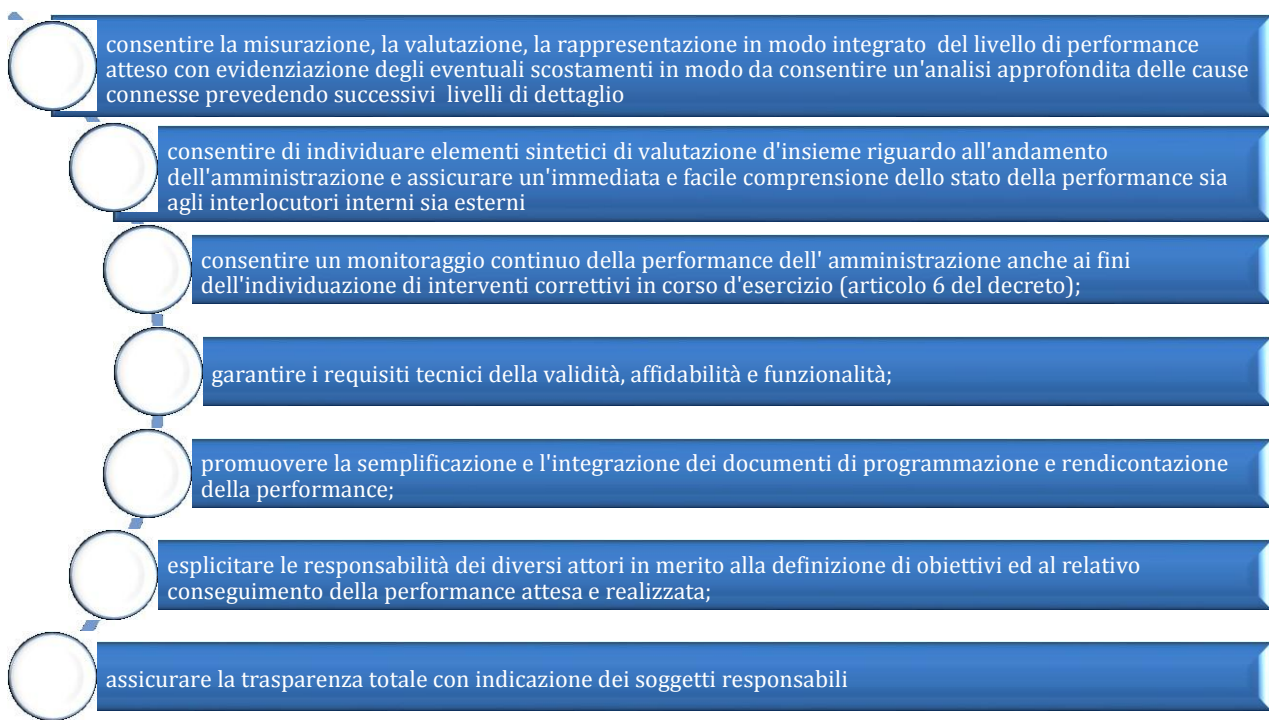 consentire la misurazione, la valutazione, la rappresentazione in modo integrato  del livello di performance
atteso con evidenziazione degli eventuali scostamenti in modo da consentire un'analisi approfondita delle cause
connesse prevedendo successivi  livelli di dettaglio
consentire di individuare elementi sintetici di valutazione d'insieme riguardo all'andamento
dell'amministrazione e assicurare un'immediata e facile comprensione dello stato della performance sia
agli interlocutori interni sia esterni
consentire un monitoraggio continuo della performance dell' amministrazione anche ai fini
dell'individuazione di interventi correttivi in corso d'esercizio (articolo 6 del decreto);
garantire i requisiti tecnici della validità, affidabilità e funzionalità;
promuovere la semplificazione e l'integrazione dei documenti di programmazione e rendicontazione
della performance;
esplicitare le responsabilità dei diversi attori in merito alla definizione di obiettivi ed al relativo
conseguimento della performance attesa e realizzata;
assicurare la trasparenza totale con indicazione dei soggetti responsabili